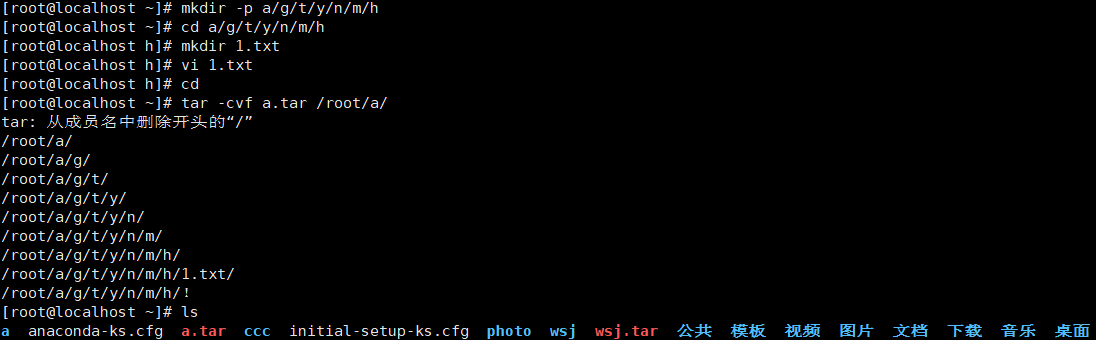 [root@localhost ~]# mkdir -p a/g/t/y/n/m/h
[root@localhost ~]# cd a/g/t/y/n/m/h
[root@localhost h]# mkdir 1.txt
[root@localhost h]# vi 1.txt
[root@localhost h]# cd
[root@localhost ~]# tar -cvf a.tar /root/a/
tar: 从成员名中删除开头的“/”
/root/a/
/root/a/g/
/root/a/g/t/
/root/a/g/t/y/
/root/a/g/t/y/n/
/root/a/g/t/y/n/m/
/root/a/g/t/y/n/m/h/
/root/a/g/t/y/n/m/h/1.txt/
/root/a/g/t/y/n/m/h/!
[root@localhost ~]# ls
a  anaconda-ks.cfg  a.tar  ccc  initial-setup-ks.cfg  photo  wsj  wsj.tar  公共  模板  视频  图片  文档  下载  音乐  桌面